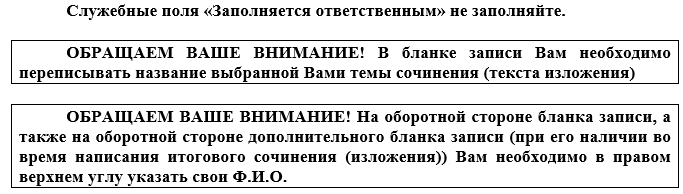 Служебные поля «Заполняется ответственным» не заполняйте.
ОБРАЩАЕМ ВАШЕ ВНИМАНИЕ! В бланке записи Вам необходимо
переписывать название выбранной Вами темы сочинения (текста изложения)
ОБРАЩАЕМ ВАШЕ ВНИМАНИЕ! На оборотной стороне бланка записи, а
также на оборотной стороне дополнительного бланка записи (при его наличии во
время написания итогового сочинения (изложения)) Вам необходимо в правом
верхнем углу указать свои Ф.И.О.